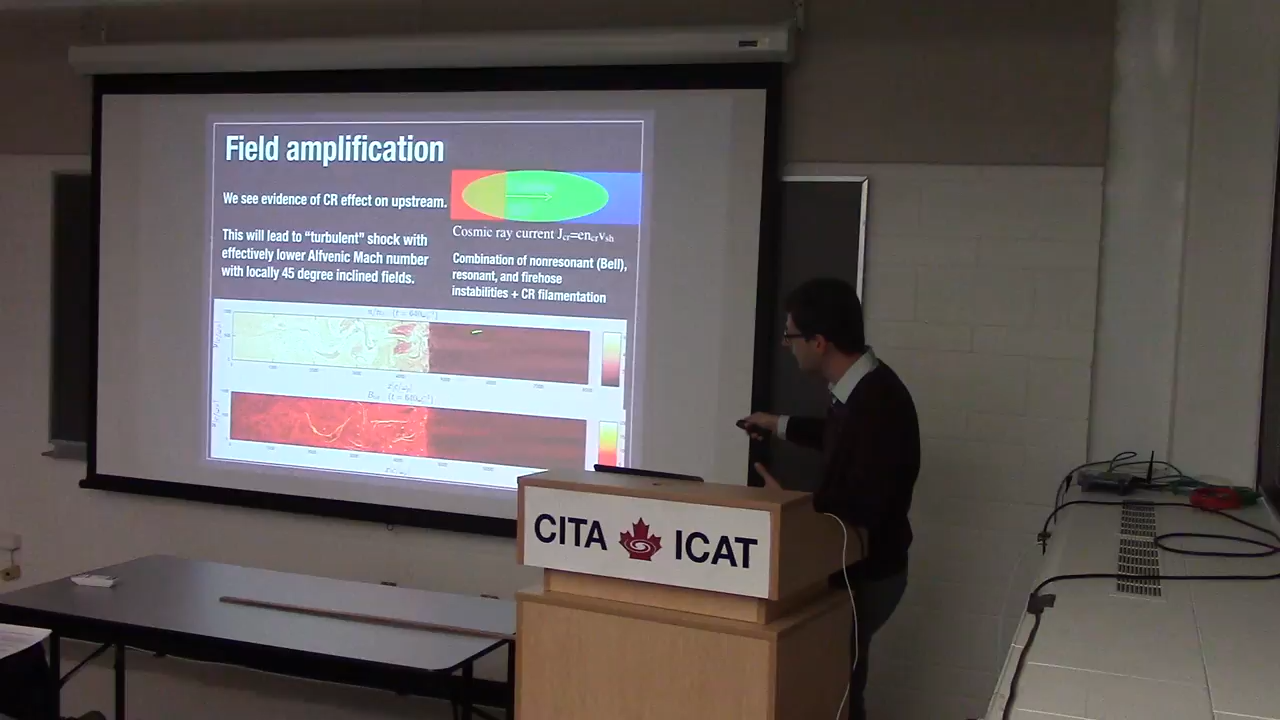 Field amplification
We see evidence of CR effect on upstream.
This will lead to “turbulent” shock with
effectively lower Alfvenic Mach number
with locally 45 degree inclined fields.
Cosmic ray current Jcr=encrvsh
Combination of nonresonant (Bell),
resonant, and firehose
instabilities + CR filamentation
CITA ICAT